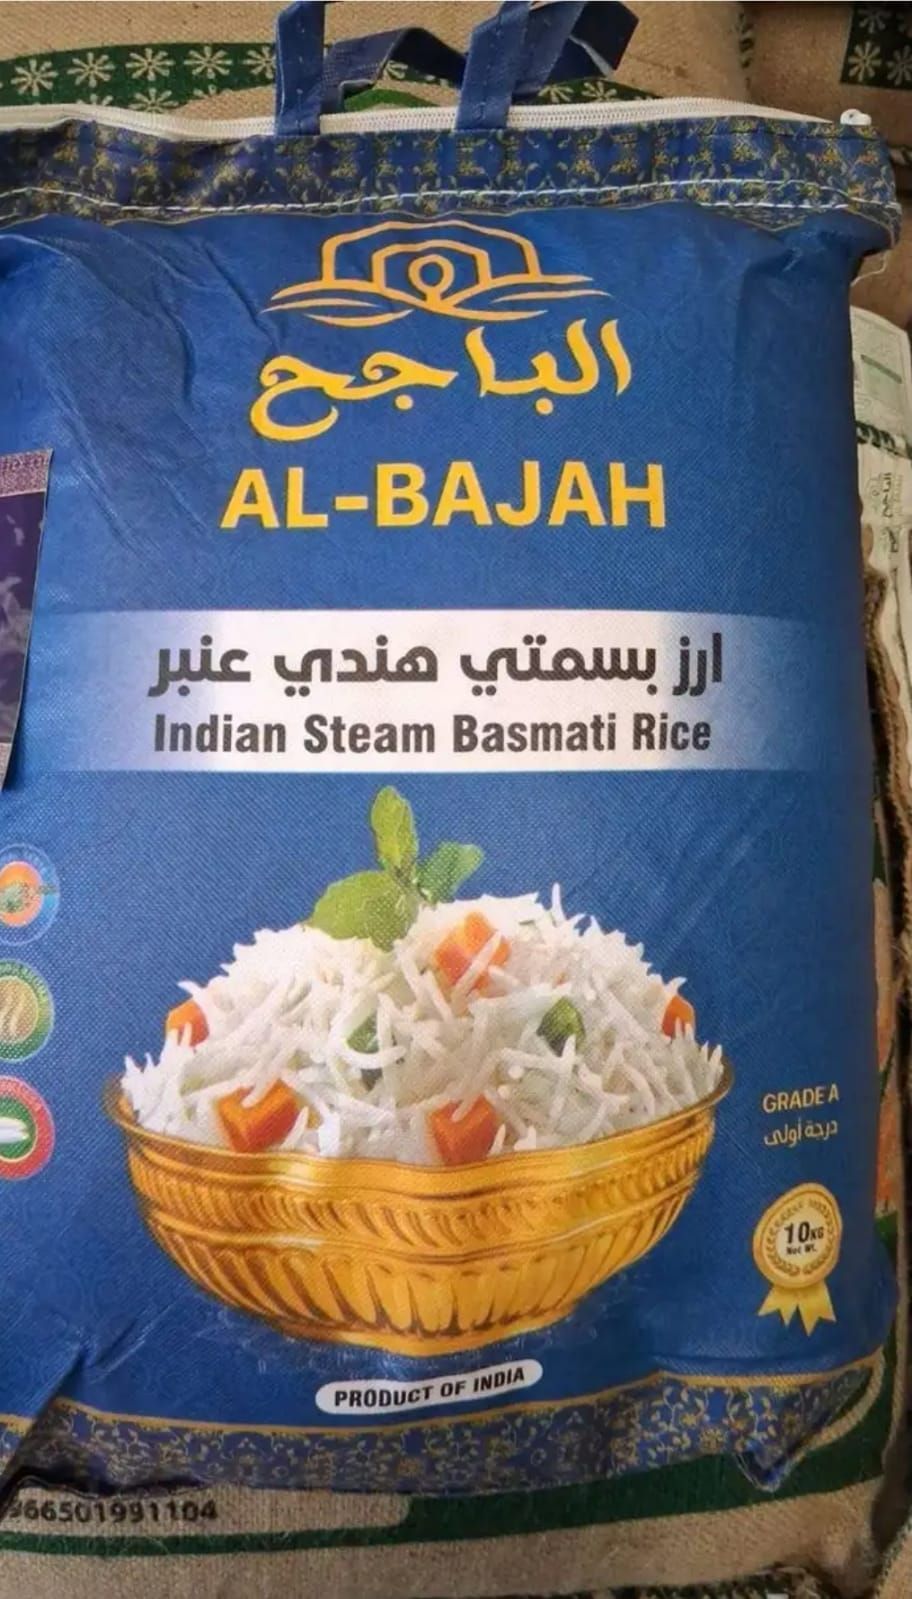 الباجح
AL-BAJAH
ارز بسمتي هندي عنبر
Indian Steam Basmati Rice
GRADE A
درجة أولى
10KG
Net Wt.
PRODUCT OF INDIA
966501991104